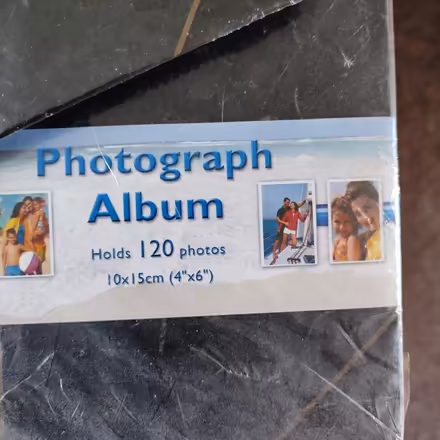 Photograph
Album
Holds 120 photos
10x15cm (4"x6")